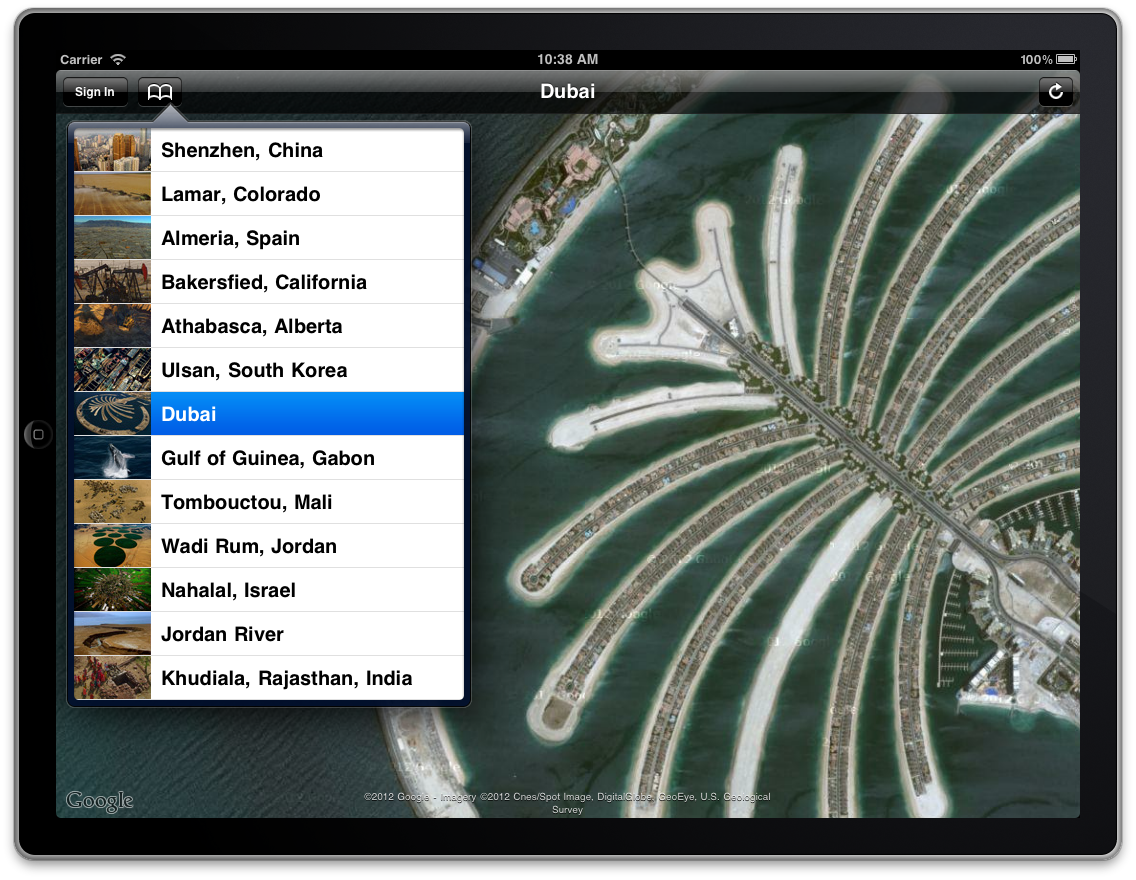 Carrier 10:38 AM 100%
Sign In Dubai
Shenzhen, China
Lamar, Colorado
Almeria, Spain
Bakersfied, California
Athabasca, Alberta
Ulsan, South Korea
Dubai
Gulf of Guinea, Gabon
Tombouctou, Mali
Wadi Rum, Jordan
Nahalal, Israel
Jordan River
Khudiala, Rajasthan, India
Google
©2012 Google - Imagery ©2012 Cnes/Spot Image, DigitalGlobe, GeoEye, U.S. Geological
Survey